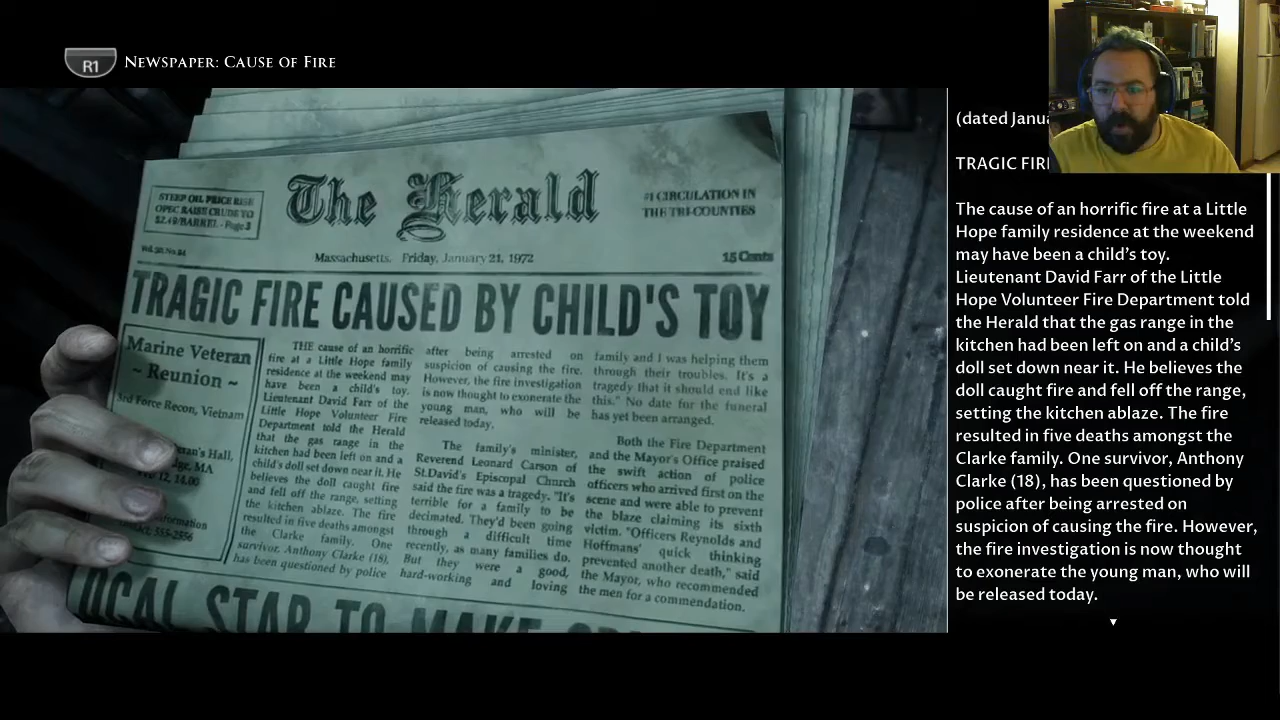 R1 NEWSPAPER: CAUSE OF FIRE
STEEP OIL PRICE RISE
OPEC RAISE CRUDE TO
$2.49/BARREL - Page 3
The Herald
#1 CIRCULATION IN
THE TRI-COUNTIES
Massachusetts. Friday, January 21, 1972
15 Cents
TRAGIC FIRE CAUSED BY CHILD'S TOY
Marine Veteran
~ Reunion ~
3rd Force Recon, Vietnam
Hall,
MA
12, 14.00
THE cause of an horrific
fire at a Little Hope family
residence at the weekend may
have been a child's toy.
Lieutenant David Farr of the
Little Hope Volunteer Fire
Department told the Herald
that the gas range in the
kitchen had been left on and a
child's doll set down near it. He
believes the doll caught fire
and fell off the range, setting
the kitchen ablaze. The fire
resulted in five deaths amongst
the Clarke family. One
survivor, Anthony Clarke (18),
has been questioned by police
after being arrested on
suspicion of causing the fire.
However, the fire investigation
is now thought to exonerate the
young man, who will be
released today.
The family's minister,
Reverend Leonard Carson of
St.David's Episcopal Church
said the fire was a tragedy. "It's
terrible for a family to be
decimated. They'd been going
through a difficult time
recently, as many families do.
But they were a good,
hard-working and loving
family and I was helping them
through their troubles. It's a
tragedy that it should end like
this." No date for the funeral
has yet been arranged.
Both the Fire Department
and the Mayor's Office praised
the swift action of police
officers who arrived first on the
scene and were able to prevent
the blaze claiming its sixth
victim. "Officers Reynolds and
Hoffmans' quick thinking
prevented another death," said
the Mayor, who recommended
the men for a commendation.
STAR TO MAKE
(dated
TRAGIC
The cause of an horrific fire at a Little
Hope family residence at the weekend
may have been a child's toy.
Lieutenant David Farr of the Little
Hope Volunteer Fire Department told
the Herald that the gas range in the
kitchen had been left on and a child's
doll set down near it. He believes the
doll caught fire and fell off the range,
setting the kitchen ablaze. The fire
resulted in five deaths amongst the
Clarke family. One survivor, Anthony
Clarke (18), has been questioned by
police after being arrested on
suspicion of causing the fire. However,
the fire investigation is now thought
to exonerate the young man, who will
be released today.